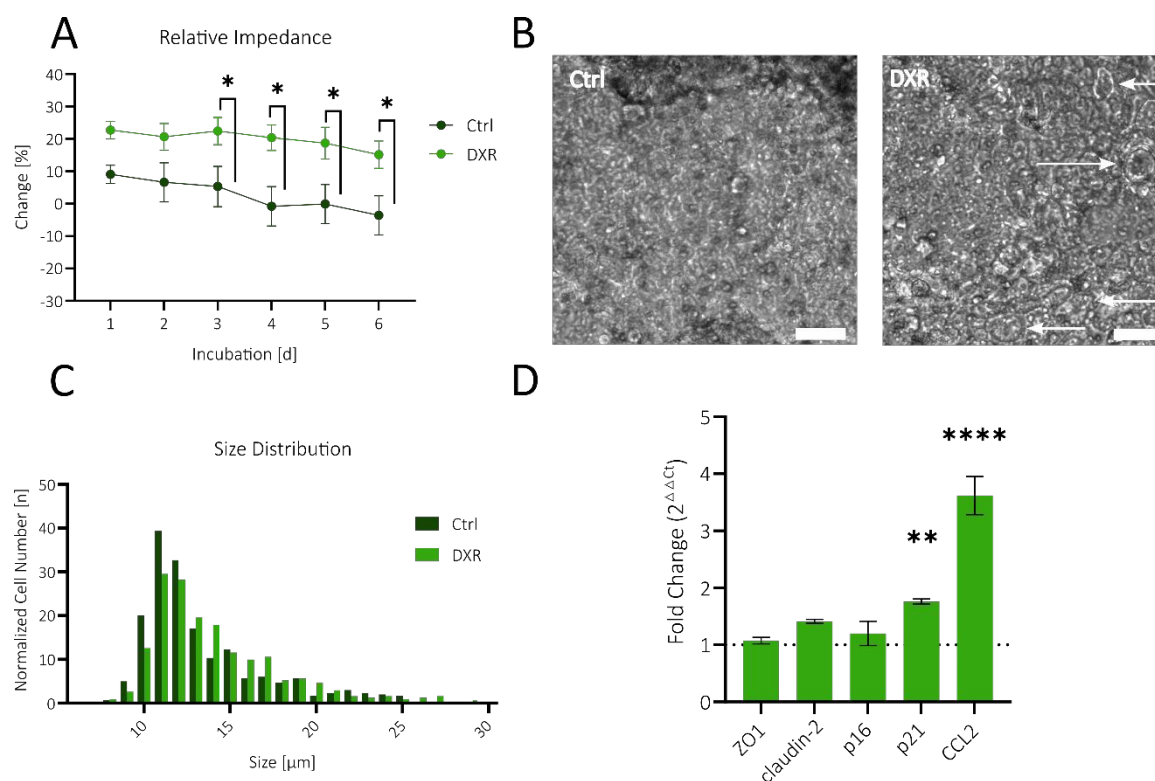 A
Relative Impedance
Change [%]
40
30
20
10
0
-10
-20
-30
* * * *
Ctrl
DXR
1 2 3 4 5 6
Incubation [d]
B
Ctrl
DXR
C
Size Distribution
Normalized Cell Number [n]
50
40
30
20
10
0
Ctrl
DXR
10 15 20 25 30
Size [µm]
D
Fold Change (2^ΔΔCt)
5
4
3
2
1
0
**
****
ZO1 claudin-2 p16 p21 CCL2